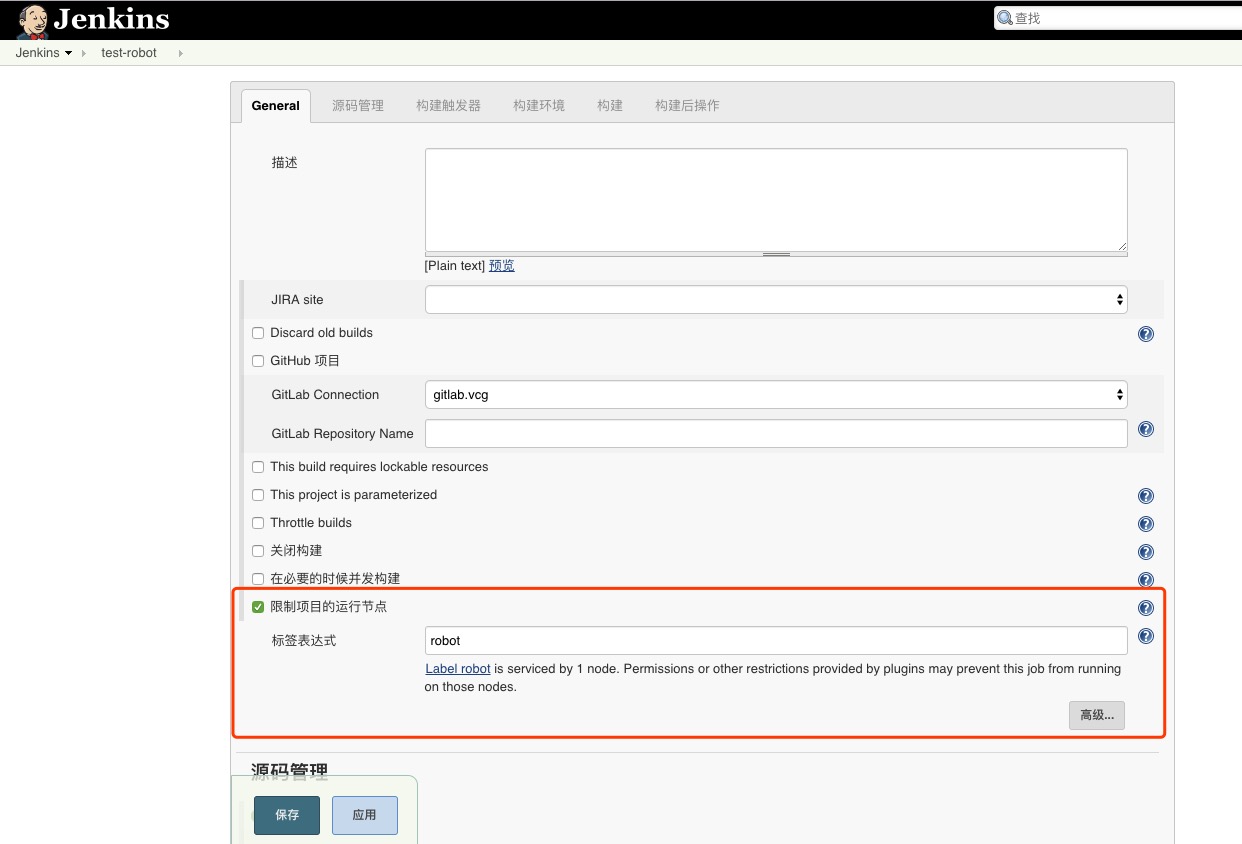 Jenkins
查找
Jenkins test-robot
General 源码管理 构建触发器 构建环境 构建 构建后操作
描述
[Plain text] 预览
JIRA site
Discard old builds
GitHub 项目
GitLab Connection gitlab.vcg
GitLab Repository Name
This build requires lockable resources
This project is parameterized
Throttle builds
关闭构建
在必要的时候并发构建
限制项目的运行节点
标签表达式 robot
Label robot is serviced by 1 node. Permissions or other restrictions provided by plugins may prevent this job from running
on those nodes.
高级...
源码管理
保存 应用